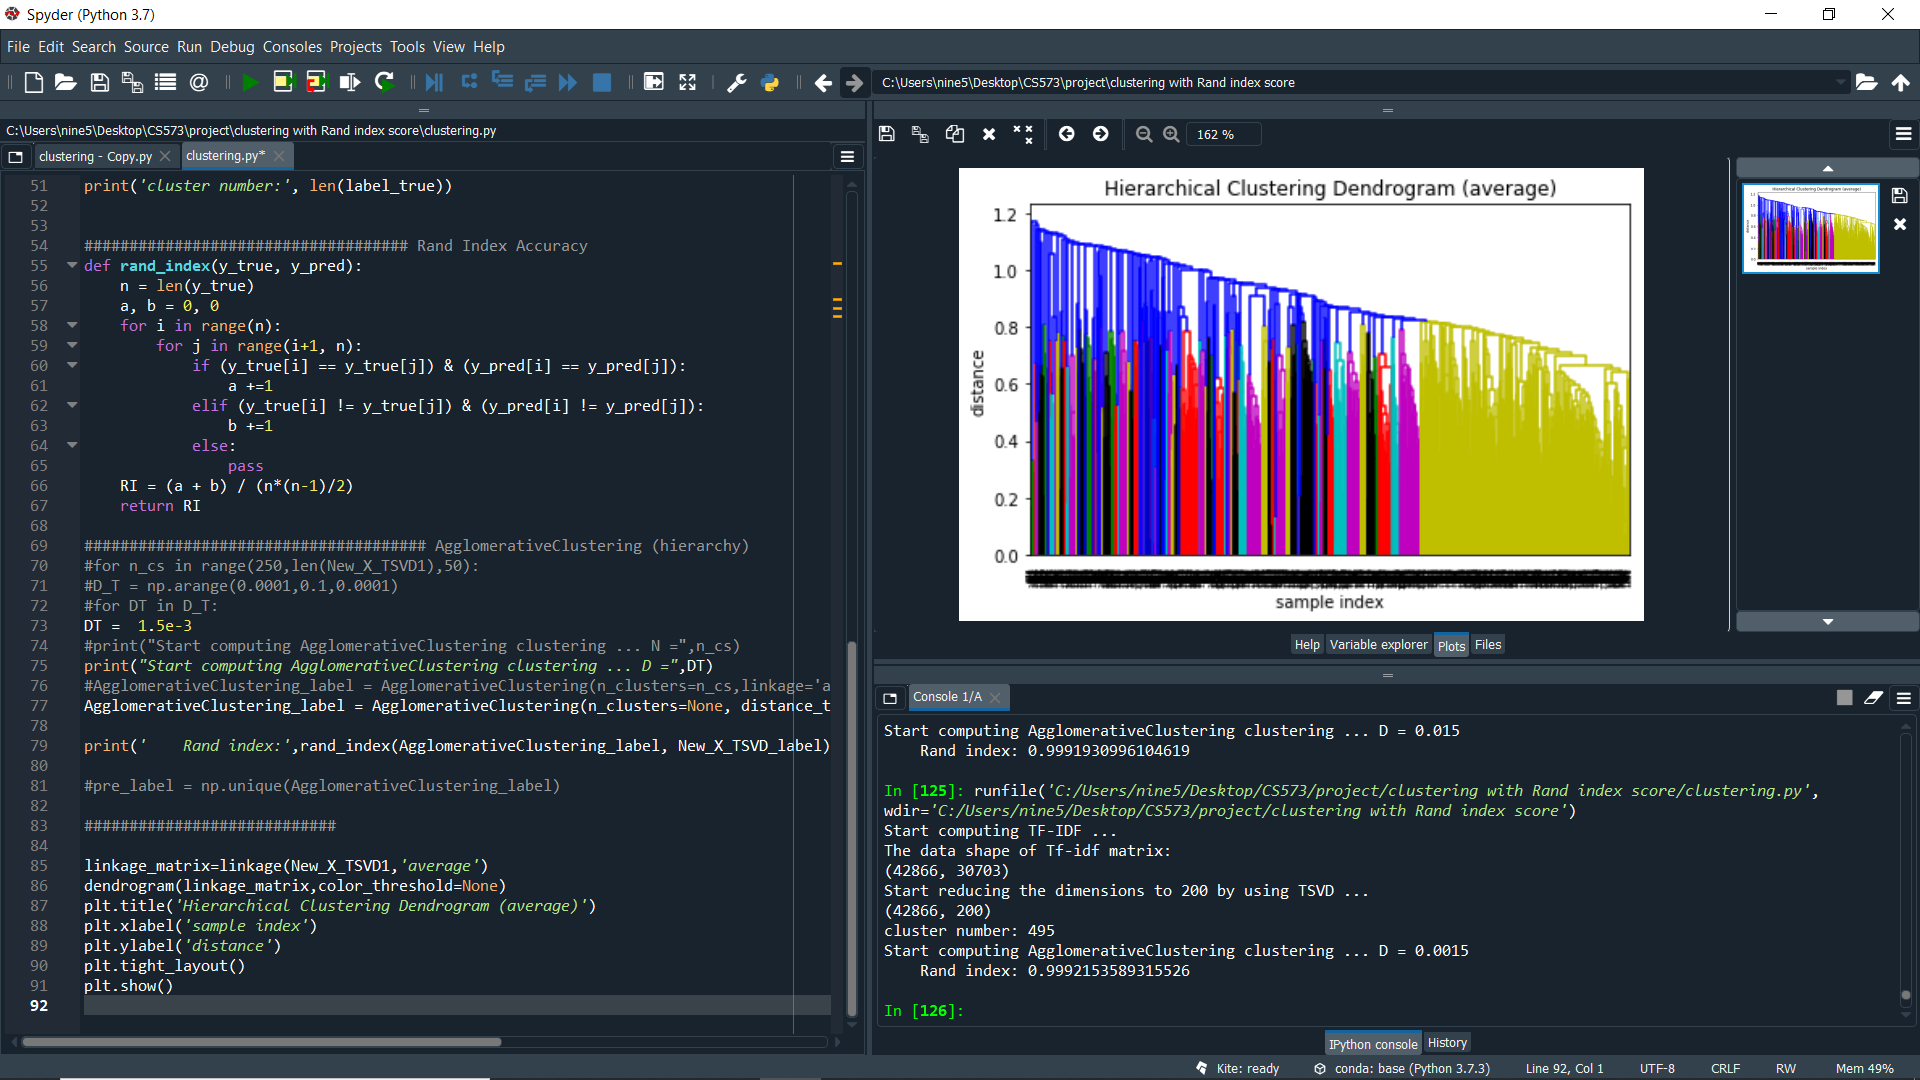 Spyder (Python 3.7)
File Edit Search Source Run Debug Consoles Projects Tools View Help
C:\Users\nine5\Desktop\CS573\project\clustering with Rand index score
C:\Users\nine5\Desktop\CS573\project\clustering with Rand index score\clustering.py
clustering - Copy.py
clustering.py*
51 print('cluster number:', len(label_true))
52
53
54 #################################### Rand Index Accuracy
55 def rand_index(y_true, y_pred):
56     n = len(y_true)
57     a, b = 0, 0
58     for i in range(n):
59         for j in range(i+1, n):
60             if (y_true[i] == y_true[j]) & (y_pred[i] == y_pred[j]):
61                 a +=1
62             elif (y_true[i] != y_true[j]) & (y_pred[i] != y_pred[j]):
63                 b +=1
64             else:
65                 pass
66     RI = (a + b) / (n*(n-1)/2)
67     return RI
68
69 ###################################### AgglomerativeClustering (hierarchy)
70 #for n_cs in range(250,len(New_X_TSVD1),50):
71 #D_T = np.arange(0.0001,0.1,0.0001)
72 #for DT in D_T:
73 DT =  1.5e-3
74 #print("Start computing AgglomerativeClustering clustering ... N =",n_cs)
75 print("Start computing AgglomerativeClustering clustering ... D =",DT)
76 #AgglomerativeClustering_label = AgglomerativeClustering(n_clusters=n_cs,linkage='a
77 AgglomerativeClustering_label = AgglomerativeClustering(n_clusters=None, distance_t
78
79 print('    Rand index:',rand_index(AgglomerativeClustering_label, New_X_TSVD_label)
80
81 #pre_label = np.unique(AgglomerativeClustering_label)
82
83 ############################
84
85 linkage_matrix=linkage(New_X_TSVD1,'average')
86 dendrogram(linkage_matrix,color_threshold=None)
87 plt.title('Hierarchical Clustering Dendrogram (average)')
88 plt.xlabel('sample index')
89 plt.ylabel('distance')
90 plt.tight_layout()
91 plt.show()
92
162 %
Hierarchical Clustering Dendrogram (average)
1.2
1.0
0.8
0.6
0.4
0.2
0.0
distance
sample index
Help Variable explorer Plots Files
Console 1/A
Start computing AgglomerativeClustering clustering ... D = 0.015
    Rand index: 0.9991930996104619
In [125]: runfile('C:/Users/nine5/Desktop/CS573/project/clustering with Rand index score/clustering.py',
wdir='C:/Users/nine5/Desktop/CS573/project/clustering with Rand index score')
Start computing TF-IDF ...
The data shape of Tf-idf matrix:
(42866, 30703)
Start reducing the dimensions to 200 by using TSVD ...
(42866, 200)
cluster number: 495
Start computing AgglomerativeClustering clustering ... D = 0.0015
    Rand index: 0.9992153589315526
In [126]:
IPython console History
Kite: ready conda: base (Python 3.7.3) Line 92, Col 1 UTF-8 CRLF RW Mem 49%